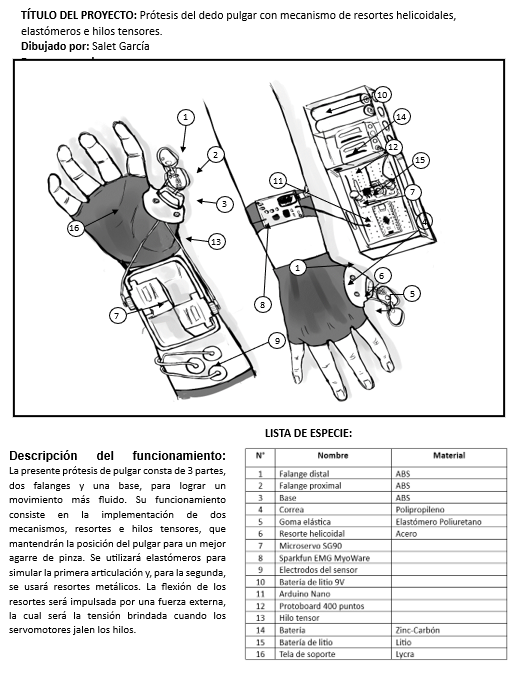 TÍTULO DEL PROYECTO: Prótesis del dedo pulgar con mecanismo de resortes helicoidales,
elastómeros e hilos tensores.
Dibujado por: Salet García
1
2
3
16
13
7
9
10
14
12
15
11
7
4
8
1
6
5
LISTA DE ESPECIE:
Descripción del funcionamiento:
La presente prótesis de pulgar consta de 3 partes,
dos falanges y una base, para lograr un
movimiento más fluido. Su funcionamiento
consiste en la implementación de dos
mecanismos, resortes e hilos tensores, que
mantendrán la posición del pulgar para un mejor
agarre de pinza. Se utilizará elastómeros para
simular la primera articulación y, para la segunda,
se usará resortes metálicos. La flexión de los
resortes será impulsada por una fuerza externa,
la cual será la tensión brindada cuando los
servomotores jalen los hilos.
N° Nombre Material
1 Falange distal ABS
2 Falange proximal ABS
3 Base ABS
4 Correa Polipropileno
5 Goma elástica Elastómero Poliuretano
6 Resorte helicoidal Acero
7 Microservo SG90
8 Sparkfun EMG MyoWare
9 Electrodos del sensor
10 Bateria de litio 9V
11 Arduino Nano
12 Protoboard 400 puntos
13 Hilo tensor
14 Batería Zinc-Carbón
15 Batería de litio Litio
16 Tela de soporte Lycra